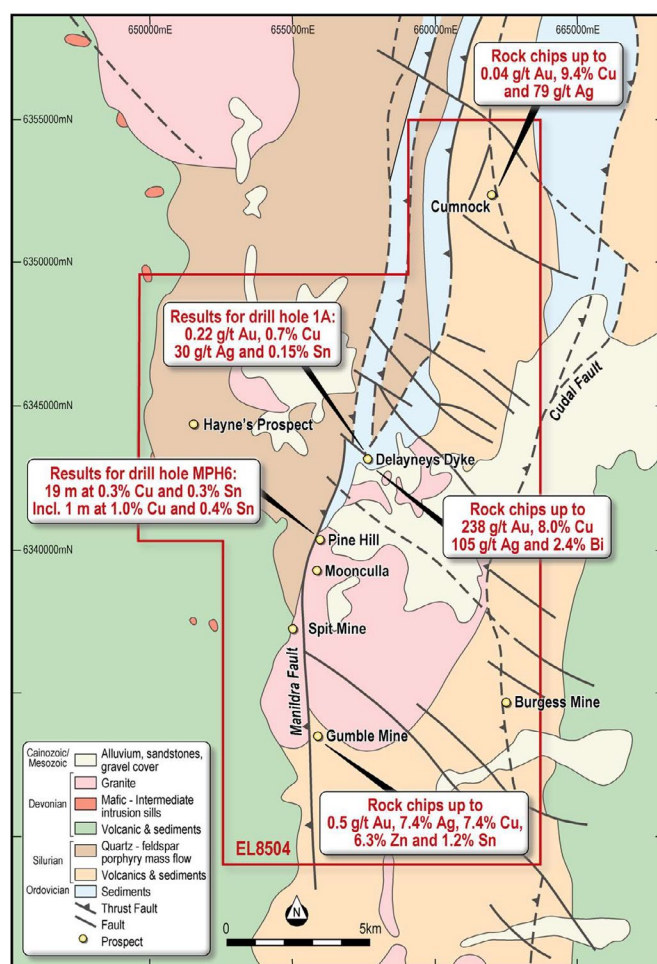 650000mE
655000mE
660000mE
665000mE
Rock chips up to
0.04 g/t Au, 9.4% Cu
and 79 g/t Ag
6355000mN
Cumnock
6350000mN
Results for drill hole 1A:
0.22 g/t Au, 0.7% Cu
30 g/t Ag and 0.15% Sn
Cudal Fault
6345000mN
Hayne's Prospect
Delayneys Dyke
Results for drill hole MPH6:
19 m at 0.3% Cu and 0.3% Sn
Incl. 1 m at 1.0% Cu and 0.4% Sn
Rock chips up to
238 g/t Au, 8.0% Cu
105 g/t Ag and 2.4% Bi
6340000mN
Pine Hill
Moonculla
Spit Mine
Manildra Fault
Burgess Mine
Gumble Mine
Rock chips up to
0.5 g/t Au, 7.4% Ag, 7.4% Cu,
6.3% Zn and 1.2% Sn
EL8504
Cainozoic/
Mesozoic
Alluvium, sandstones,
gravel cover
Devonian
Granite
Mafic - Intermediate
intrusion sills
Volcanic & sediments
Silurian
Quartz - feldspar
porphyry mass flow
Volcanics & sediments
Ordovician
Sediments
Thrust Fault
Fault
Prospect
N
0
5km